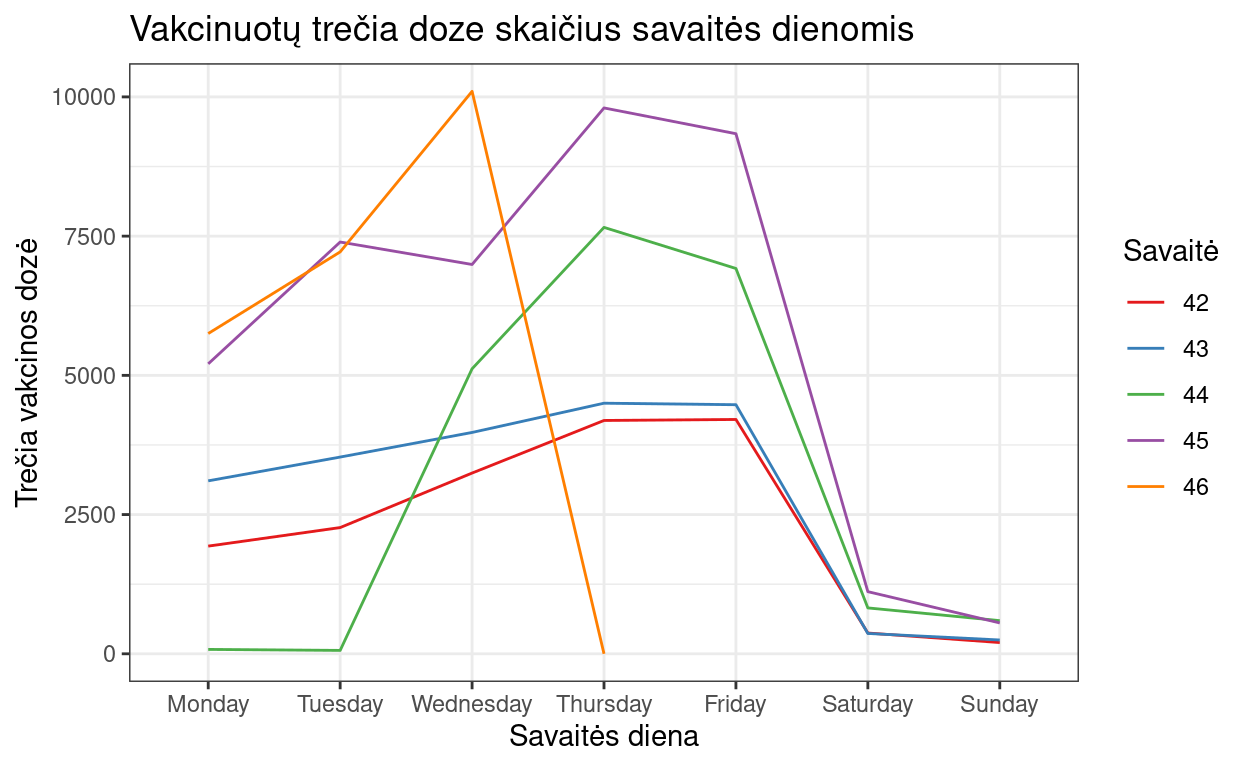 Vakcinuotų trečia doze skaičius savaitės dienomis
Trečia vakcinos dozė
10000
7500
5000
2500
0
Monday Tuesday Wednesday Thursday Friday Saturday Sunday
Savaitės diena
Savaitė
42
43
44
45
46